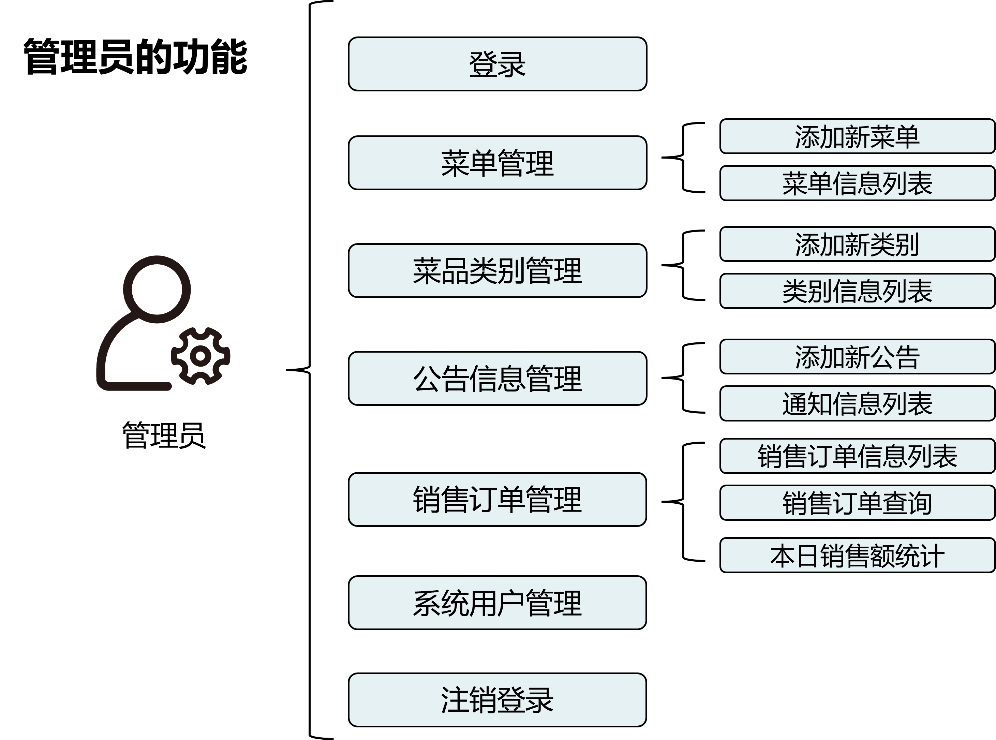 管理员的功能
管理员
登录
菜单管理
添加新菜单
菜单信息列表
菜品类别管理
添加新类别
类别信息列表
公告信息管理
添加新公告
通知信息列表
销售订单管理
销售订单信息列表
销售订单查询
本日销售额统计
系统用户管理
注销登录